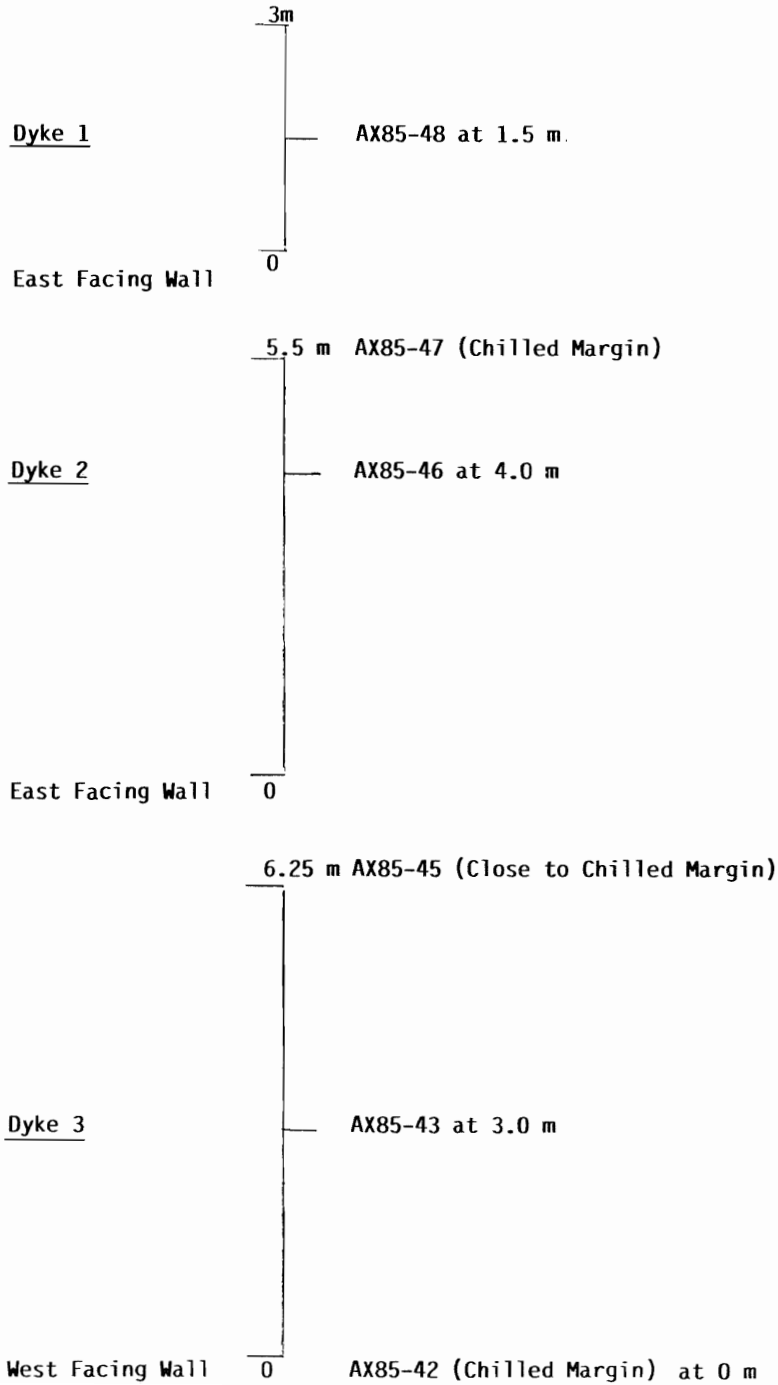 3m
Dyke 1 AX85-48 at 1.5 m.
0
East Facing Wall
5.5 m AX85-47 (Chilled Margin)
Dyke 2 AX85-46 at 4.0 m
East Facing Wall 0
6.25 m AX85-45 (Close to Chilled Margin)
Dyke 3 AX85-43 at 3.0 m
West Facing Wall 0 AX85-42 (Chilled Margin) at 0 m